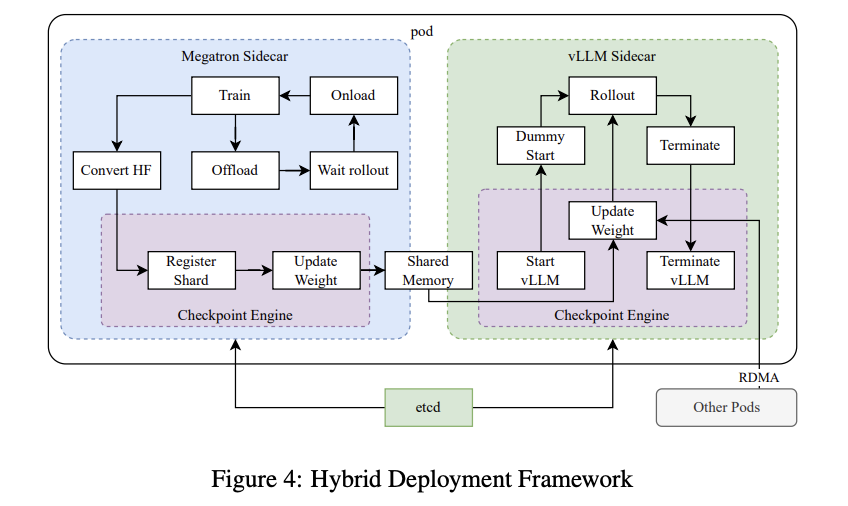 pod
Megatron Sidecar
vLLM Sidecar
Train
Onload
Rollout
Dummy
Start
Terminate
Convert HF
Offload
Wait rollout
Update
Weight
Register
Shard
Update
Weight
Shared
Memory
Start
vLLM
Terminate
vLLM
Checkpoint Engine
Checkpoint Engine
RDMA
etcd
Other Pods
Figure 4: Hybrid Deployment Framework